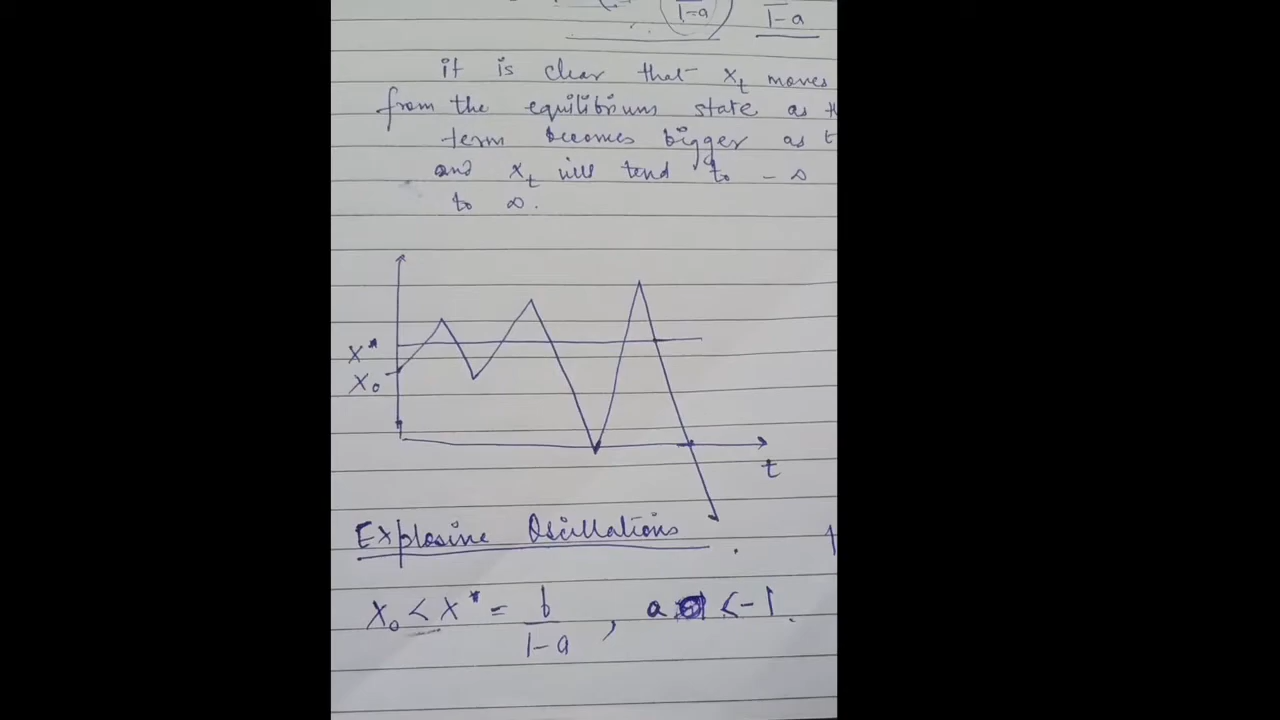 1-a 1-a
it is clear that x_t moves
from the equilibrium state as th
term becomes bigger as t
and x_t will tend to - ∞
to ∞.
X*
X₀
t
Explosive Oscillations
X₀ < X* = b / 1-a , a < -1.